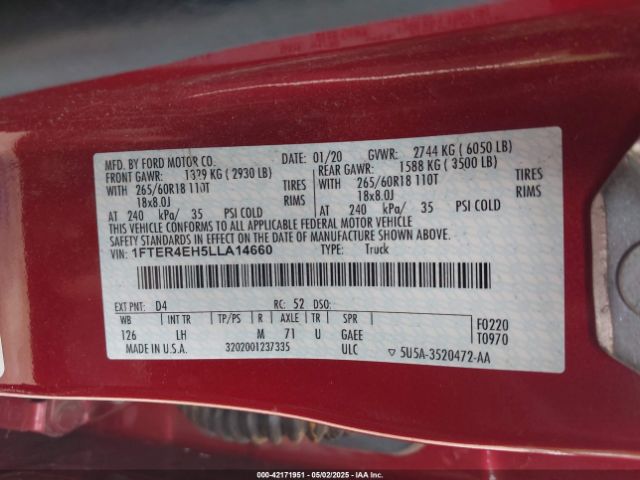 MFD. BY FORD MOTOR CO. DATE: 01/20 GVWR: 2744 KG ( 6050 LB)
FRONT GAWR: 1329 KG ( 2930 LB) REAR GAWR: 1588 KG ( 3500 LB)
WITH 265/60R18 110T TIRES WITH 265/60R18 110T TIRES
18x8.0J RIMS 18x8.0J RIMS
AT 240 kPa/ 35 PSI COLD AT 240 kPa/ 35 PSI COLD
THIS VEHICLE CONFORMS TO ALL APPLICABLE FEDERAL MOTOR VEHICLE
SAFETY STANDARDS IN EFFECT ON THE DATE OF MANUFACTURE SHOWN ABOVE.
VIN: 1FTER4EH5LLA14660 TYPE: Truck
EXT PNT: D4 RC: 52 DSO:
WB INT TR TP/PS R AXLE TR SPR F0220
126 LH M 71 U GAEE T0970
MADE IN U.S.A. 3202001237335 ULC ▽ 5U5A-3520472-AA
000-42171951 - 05/02/2025 - IAA Inc.